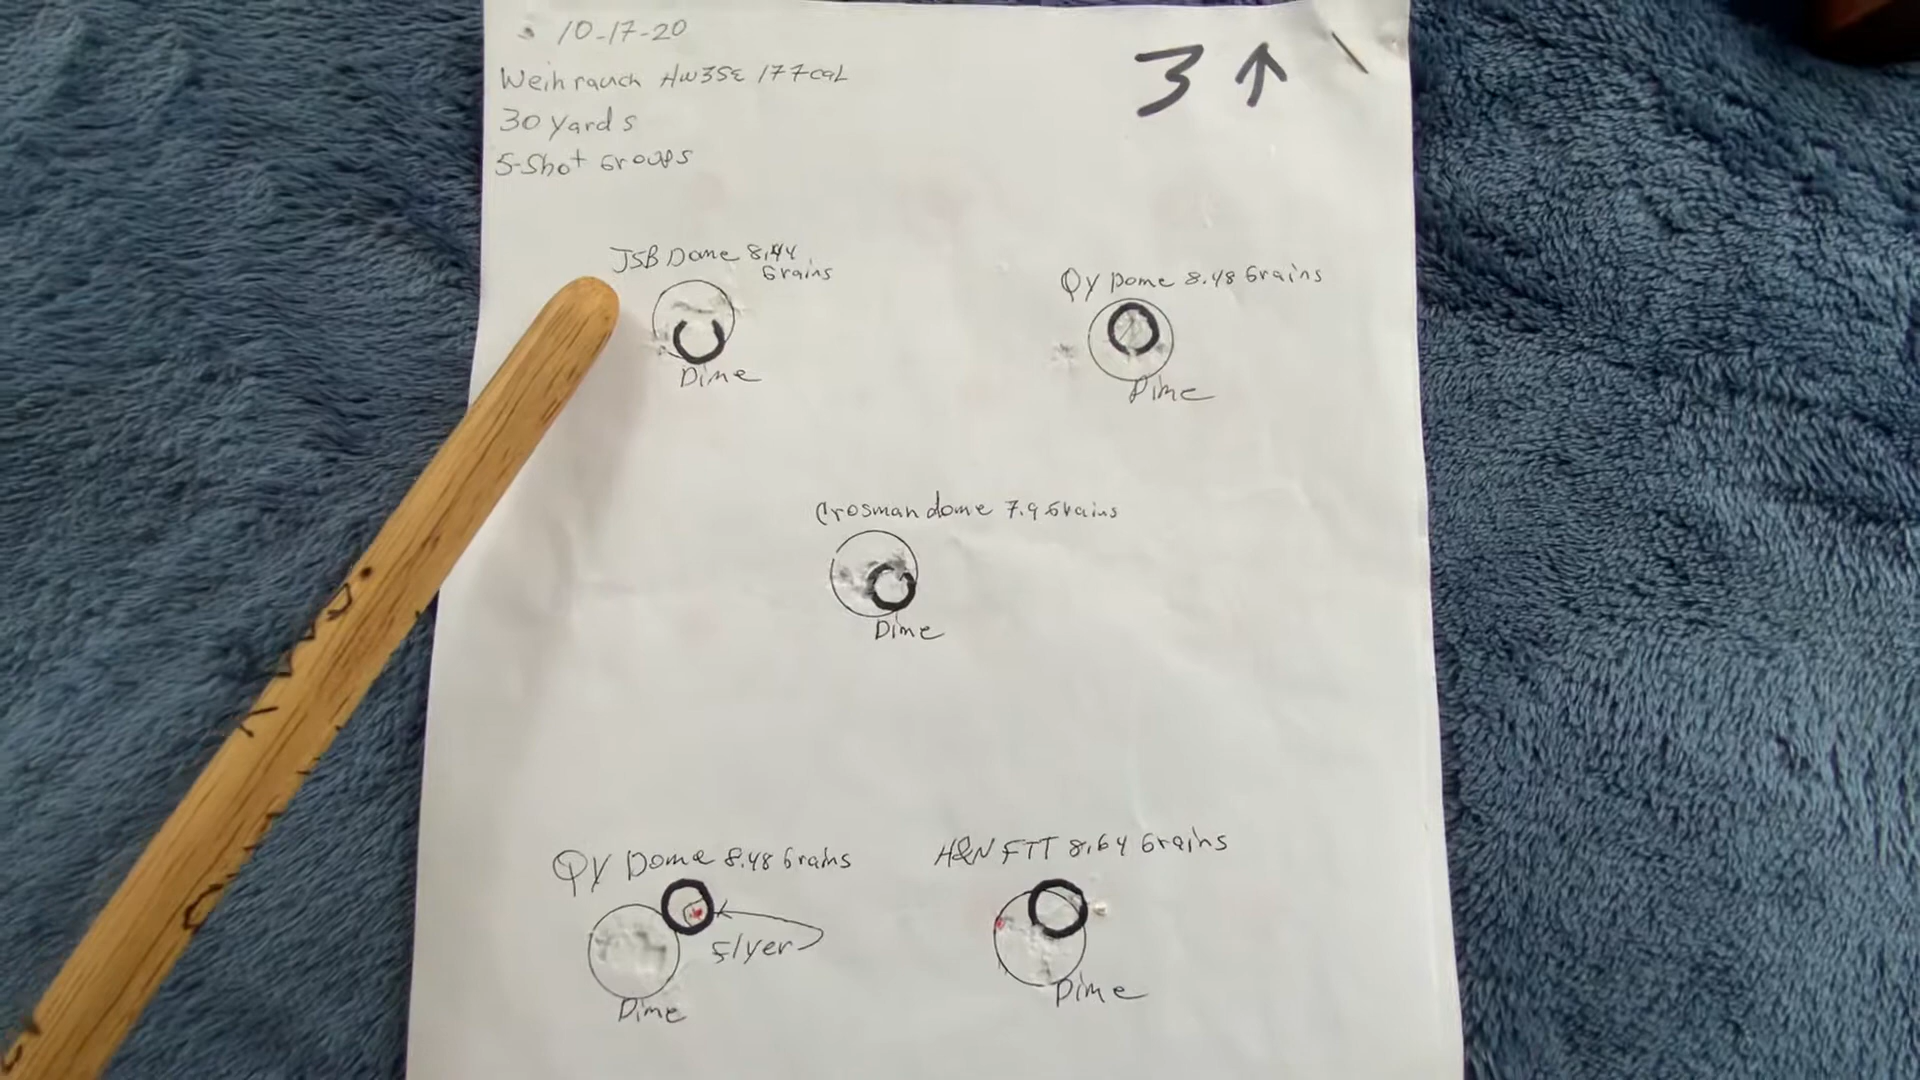 10-17-20
Weihrauch HW35E 177cal
30 yards
5-Shot Groups
3 ↑
JSB Dome 8.44
Grains
Dime
QY Dome 8.48 Grains
Dime
Crosman dome 7.9 Grains
Dime
QY Dome 8.48 Grains
Flyer
Dime
H&N FTT 8.64 Grains
Dime